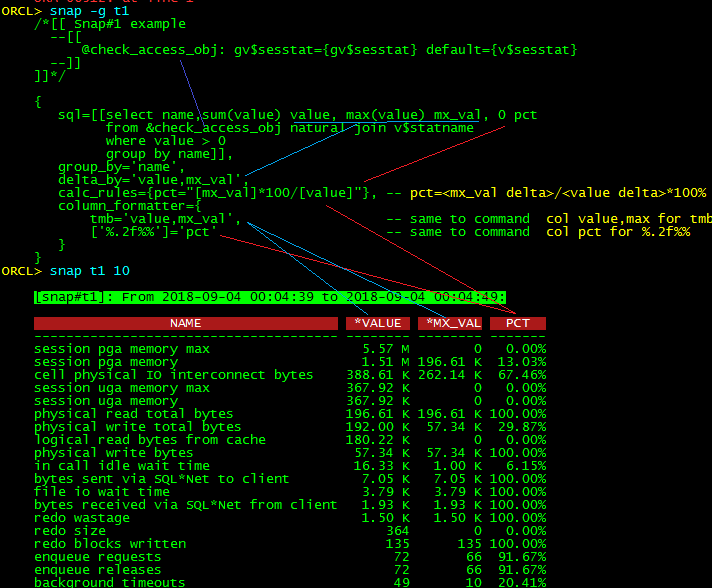 ORCL> snap -g t1
/*[[ Snap#1 example
--[[
@check_access_obj: gv$sesstat={gv$sesstat} default={v$sesstat}
--]]
]]*/
{
sql=[[select name,sum(value) value, max(value) mx_val, 0 pct
from &check_access_obj natural join v$statname
where value > 0
group by name]],
group_by='name',
delta_by='value,mx_val',
calc_rules={pct="[mx_val]*100/[value]"}, -- pct=<mx_val delta>/<value delta>*100%
column_formatter={
tmb='value,mx_val', -- same to command col value,max for tmb
['%.2f%%']='pct' -- same to command col pct for %.2f%%
}
}
ORCL> snap t1 10
[snap#t1]: From 2018-09-04 00:04:39 to 2018-09-04 00:04:49:
NAME *VALUE *MX_VAL PCT
------------------------------------- -------- -------- -------
session pga memory max 5.57 M 0 0.00%
session pga memory 1.51 M 196.61 K 13.03%
cell physical IO interconnect bytes 388.61 K 262.14 K 67.46%
session uga memory max 367.92 K 0 0.00%
session uga memory 367.92 K 0 0.00%
physical read total bytes 196.61 K 196.61 K 100.00%
physical write total bytes 192.00 K 57.34 K 29.87%
logical read bytes from cache 180.22 K 0 0.00%
physical write bytes 57.34 K 57.34 K 100.00%
in call idle wait time 16.33 K 1.00 K 6.15%
bytes sent via SQL*Net to client 7.05 K 7.05 K 100.00%
file io wait time 3.79 K 3.79 K 100.00%
bytes received via SQL*Net from client 1.93 K 1.93 K 100.00%
redo wastage 1.50 K 1.50 K 100.00%
redo size 364 0 0.00%
redo blocks written 135 135 100.00%
enqueue requests 72 66 91.67%
enqueue releases 72 66 91.67%
background timeouts 49 10 20.41%